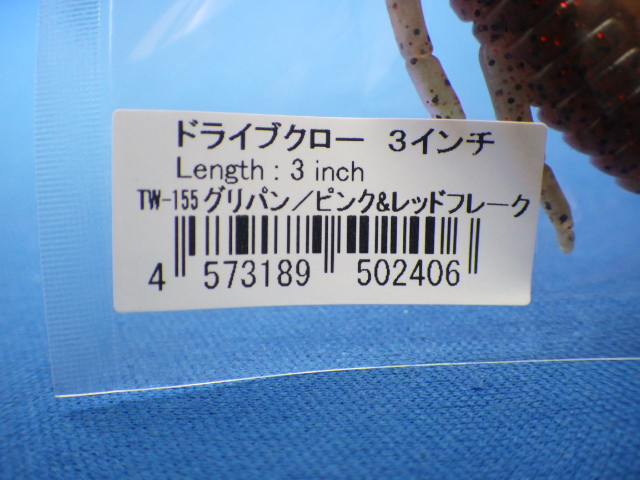 ドライブクロー 3インチ
Length : 3 inch
TW-155 グリパン／ピンク&レッドフレーク
4 573189 502406